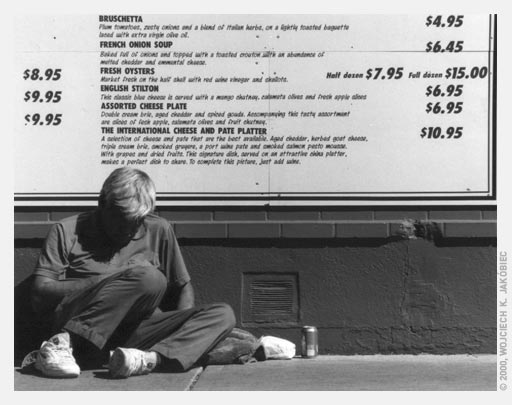 BRUSCHETTA $4.95
Plum tomatoes, zesty onions and a blend of Italian herbs, on a lightly toasted baguette
laced with extra virgin olive oil.
FRENCH ONION SOUP $6.45
Baked full of onions and topped with a toasted crouton with an abundance of
melted cheddar and emmental cheese.
$8.95 FRESH OYSTERS Half dozen $7.95 Full dozen $15.00
Market fresh on the half shell with red wine vinegar and shallots.
ENGLISH STILTON $6.95
$9.95 This classic blue cheese is served with a mango chutney, calamata olives and fresh apple slices
ASSORTED CHEESE PLATE $6.95
Double cream brie, aged cheddar and spiced gouda. Accompanying this tasty assortment
$9.95 are slices of fresh apple, calamata olives and fruit chutney.
THE INTERNATIONAL CHEESE AND PATE PLATTER $10.95
A selection of cheese and pate that are the best available. Aged cheddar, herbed goat cheese,
triple cream brie, smoked gruyere, a port wine pate and smoked salmon pesto mousse.
With grapes and dried fruits. This signature dish, served on an attractive china platter,
makes a perfect dish to share. To complete this picture, just add wine.
© 2000, WOJCIECH K. JAKÓBIEC